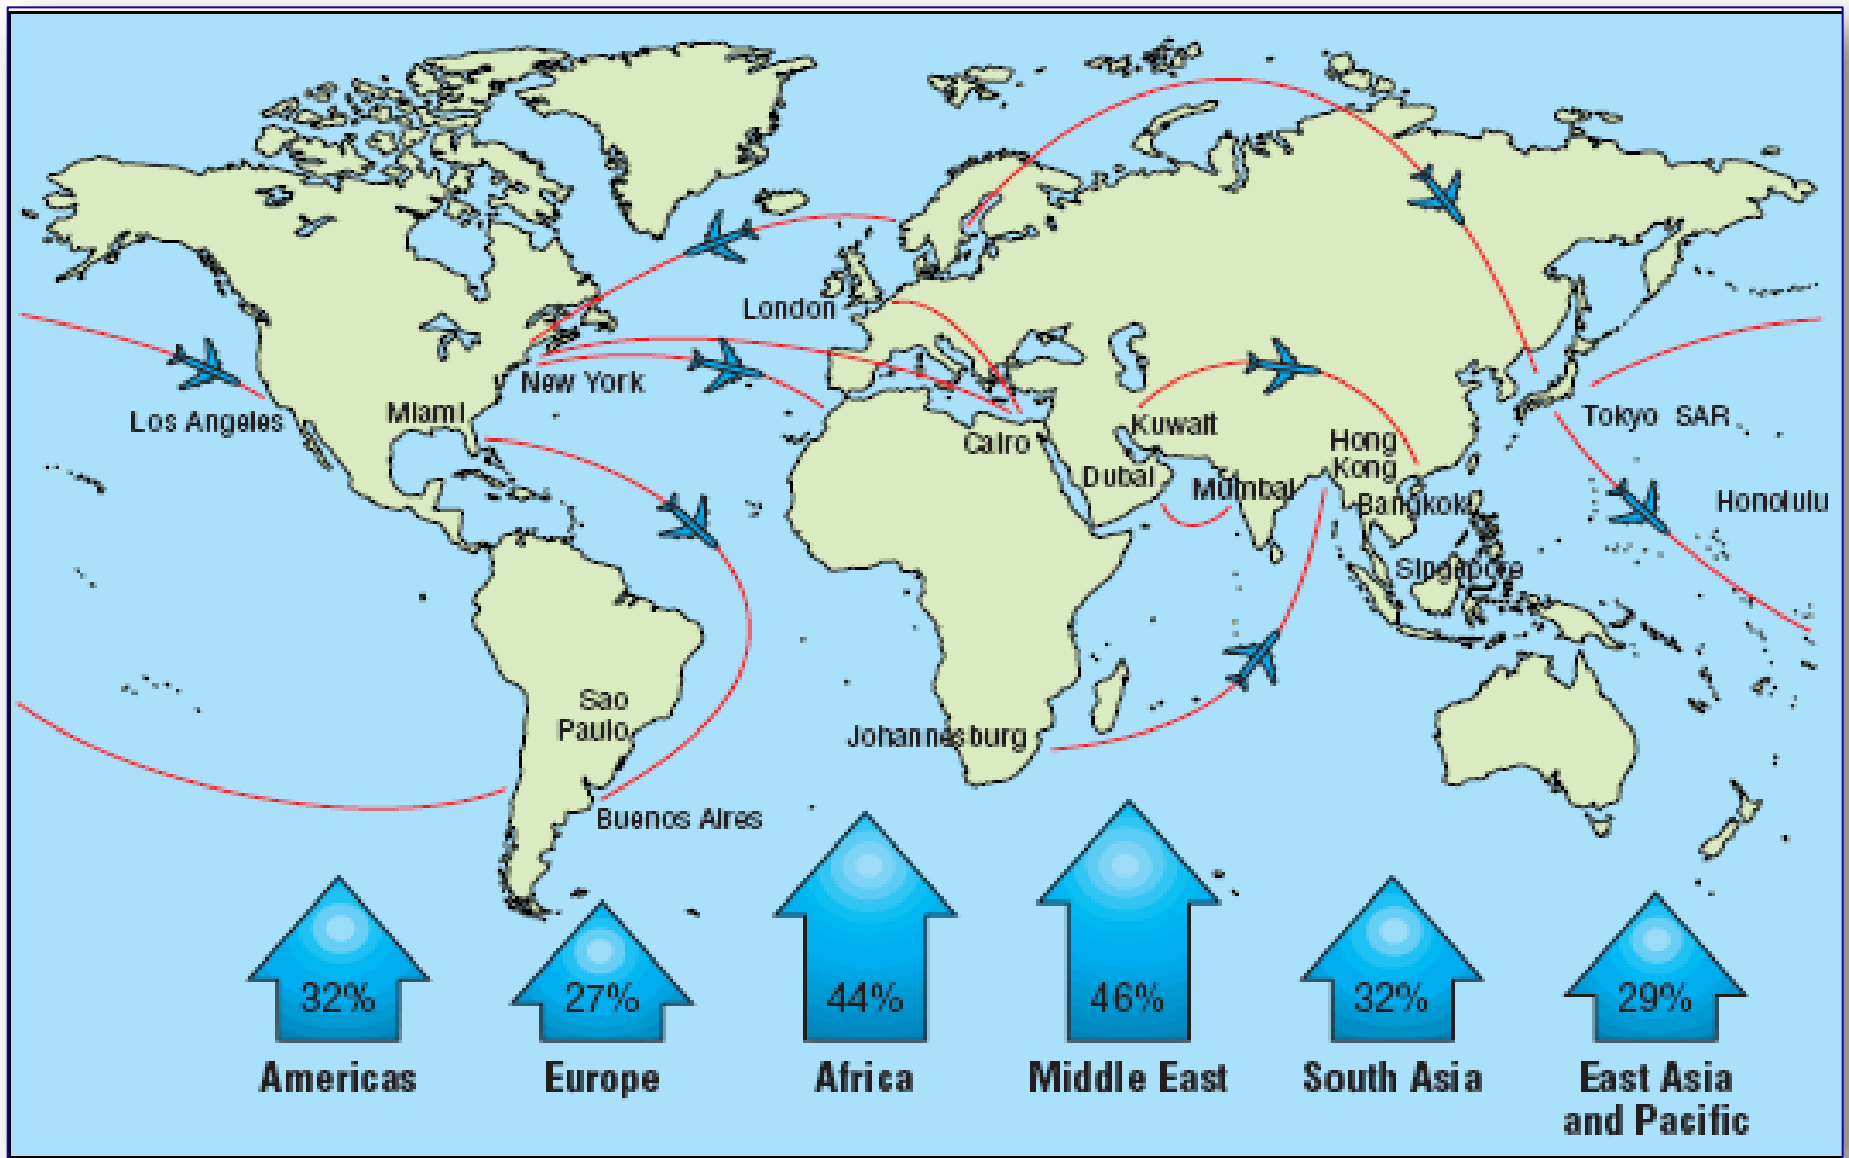 London
New York
Los Angeles
Miami
Cairo
Kuwait
Hong
Kong
Tokyo SAR
Dubai
Mumbai
Bangkok
Honolulu
Singapore
Sao
Paulo
Johannesburg
Buenos Aires
32%
27%
44%
46%
32%
29%
Americas
Europe
Africa
Middle East
South Asia
East Asia
and Pacific